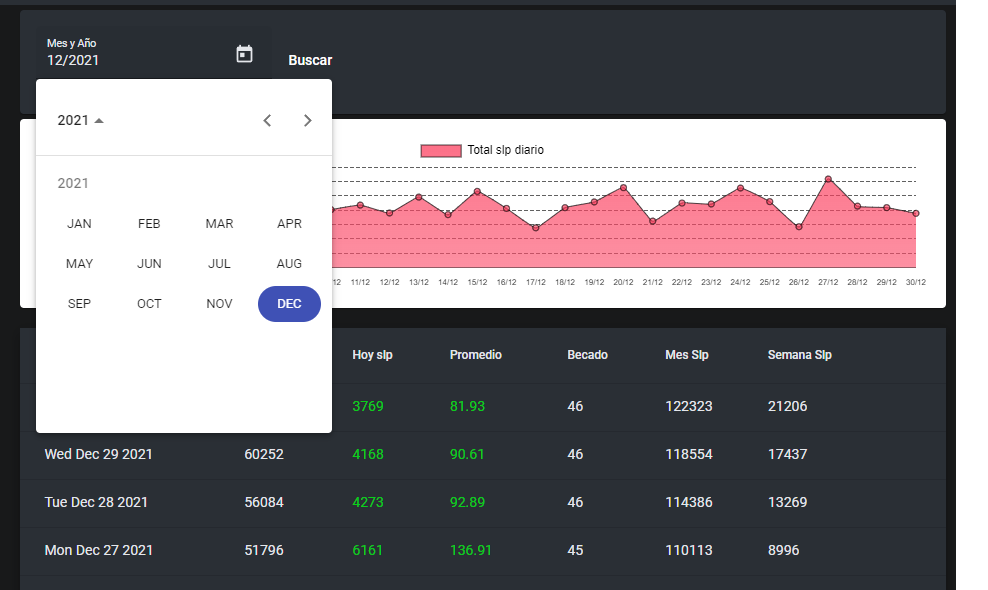 Mes y Año
12/2021
Buscar
2021
2021
JAN FEB MAR APR
MAY JUN JUL AUG
SEP OCT NOV DEC
Total slp diario
12 11/12 12/12 13/12 14/12 15/12 16/12 17/12 18/12 19/12 20/12 21/12 22/12 23/12 24/12 25/12 26/12 27/12 28/12 29/12 30/12
Hoy slp Promedio Becado Mes Slp Semana Slp
3769 81.93 46 122323 21206
Wed Dec 29 2021 60252 4168 90.61 46 118554 17437
Tue Dec 28 2021 56084 4273 92.89 46 114386 13269
Mon Dec 27 2021 51796 6161 136.91 45 110113 8996